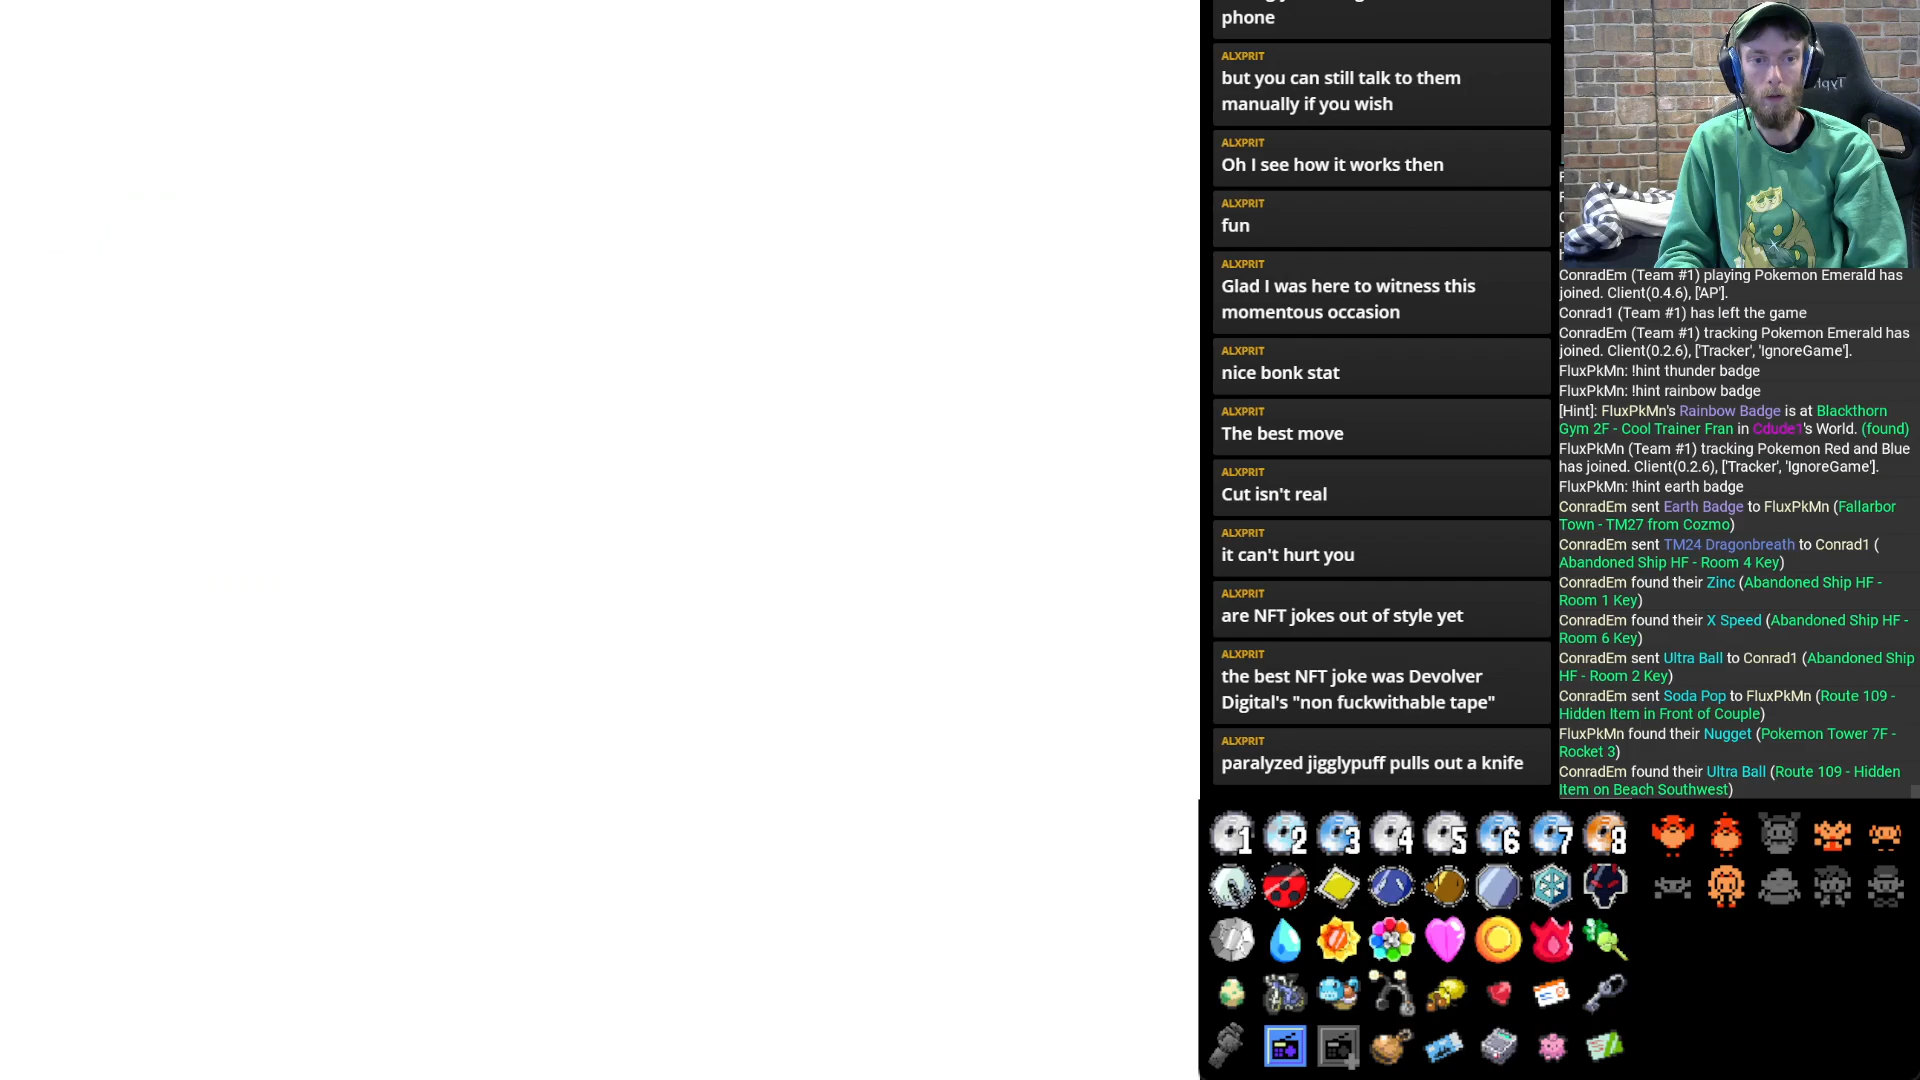 phone
ALXPRIT
but you can still talk to them
manually if you wish
ALXPRIT
Oh I see how it works then
ALXPRIT
fun
ALXPRIT
Glad I was here to witness this
momentous occasion
ALXPRIT
nice bonk stat
ALXPRIT
The best move
ALXPRIT
Cut isn't real
ALXPRIT
it can't hurt you
ALXPRIT
are NFT jokes out of style yet
ALXPRIT
the best NFT joke was Devolver
Digital's "non fuckwithable tape"
ALXPRIT
paralyzed jigglypuff pulls out a knife
ConradEm (Team #1) playing Pokemon Emerald has
joined. Client(0.4.6), ['AP'].
Conrad1 (Team #1) has left the game
ConradEm (Team #1) tracking Pokemon Emerald has
joined. Client(0.2.6), ['Tracker', 'IgnoreGame'].
FluxPkMn: !hint thunder badge
FluxPkMn: !hint rainbow badge
[Hint]: FluxPkMn's Rainbow Badge is at Blackthorn
Gym 2F - Cool Trainer Fran in Cdude1's World. (found)
FluxPkMn (Team #1) tracking Pokemon Red and Blue
has joined. Client(0.2.6), ['Tracker', 'IgnoreGame'].
FluxPkMn: !hint earth badge
ConradEm sent Earth Badge to FluxPkMn (Fallarbor
Town - TM27 from Cozmo)
ConradEm sent TM24 Dragonbreath to Conrad1 (
Abandoned Ship HF - Room 4 Key)
ConradEm found their Zinc (Abandoned Ship HF -
Room 1 Key)
ConradEm found their X Speed (Abandoned Ship HF -
Room 6 Key)
ConradEm sent Ultra Ball to Conrad1 (Abandoned Ship
HF - Room 2 Key)
ConradEm sent Soda Pop to FluxPkMn (Route 109 -
Hidden Item in Front of Couple)
FluxPkMn found their Nugget (Pokemon Tower 7F -
Rocket 3)
ConradEm found their Ultra Ball (Route 109 - Hidden
Item on Beach Southwest)
1 2 3 4 5 6 7 8